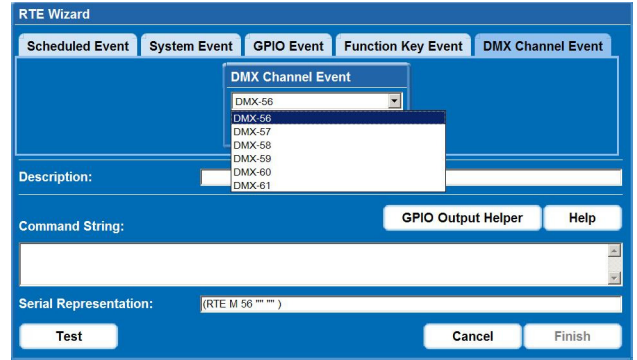 RTE Wizard
Scheduled Event System Event GPIO Event Function Key Event DMX Channel Event
DMX Channel Event
DMX-56
DMX-56
DMX-57
DMX-58
DMX-59
DMX-60
DMX-61
Description:
GPIO Output Helper Help
Command String:
Serial Representation: (RTE M 56 "" "" )
Test Cancel Finish